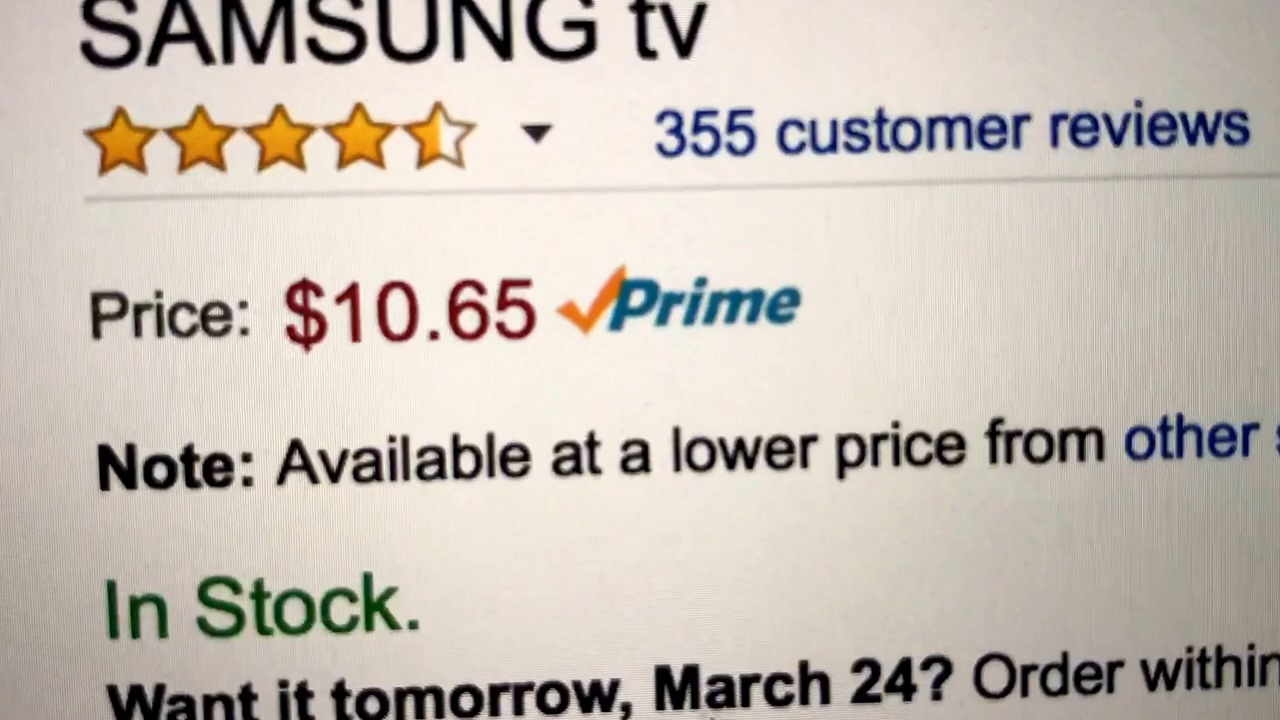 SAMSUNG tv
355 customer reviews
Price: $10.65 Prime
Note: Available at a lower price from other
In Stock.
Want it tomorrow, March 24? Order within